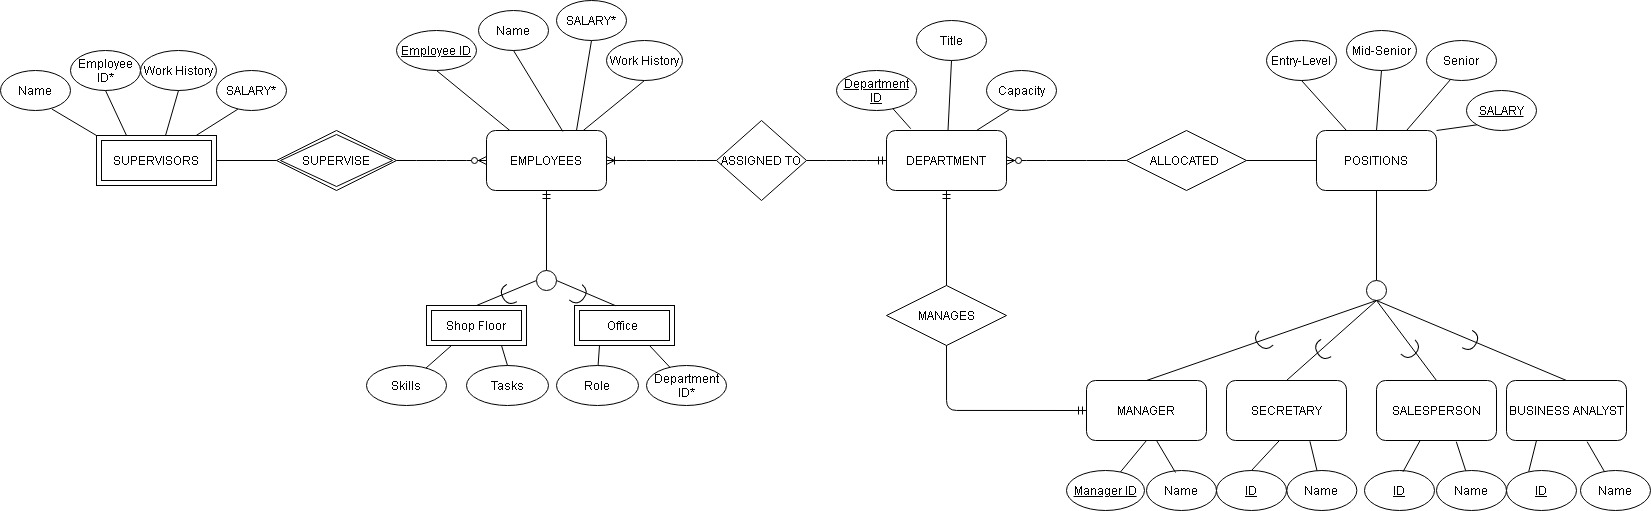 SALARY*
Name
Title
Employee ID
Mid-Senior
Work History
Entry-Level
Senior
Employee
ID*
Work History
Name
SALARY*
Department
ID
Capacity
SALARY
SUPERVISORS
SUPERVISE
EMPLOYEES
ASSIGNED TO
DEPARTMENT
ALLOCATED
POSITIONS
MANAGES
Shop Floor
Office
Skills
Tasks
Role
Department
ID*
MANAGER
SECRETARY
SALESPERSON
BUSINESS ANALYST
Manager ID
Name
ID
Name
ID
Name
ID
Name